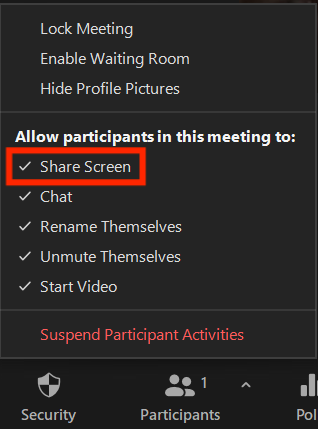 Lock Meeting
Enable Waiting Room
Hide Profile Pictures
Allow participants in this meeting to:
Share Screen
Chat
Rename Themselves
Unmute Themselves
Start Video
Suspend Participant Activities
1
Security Participants Pol